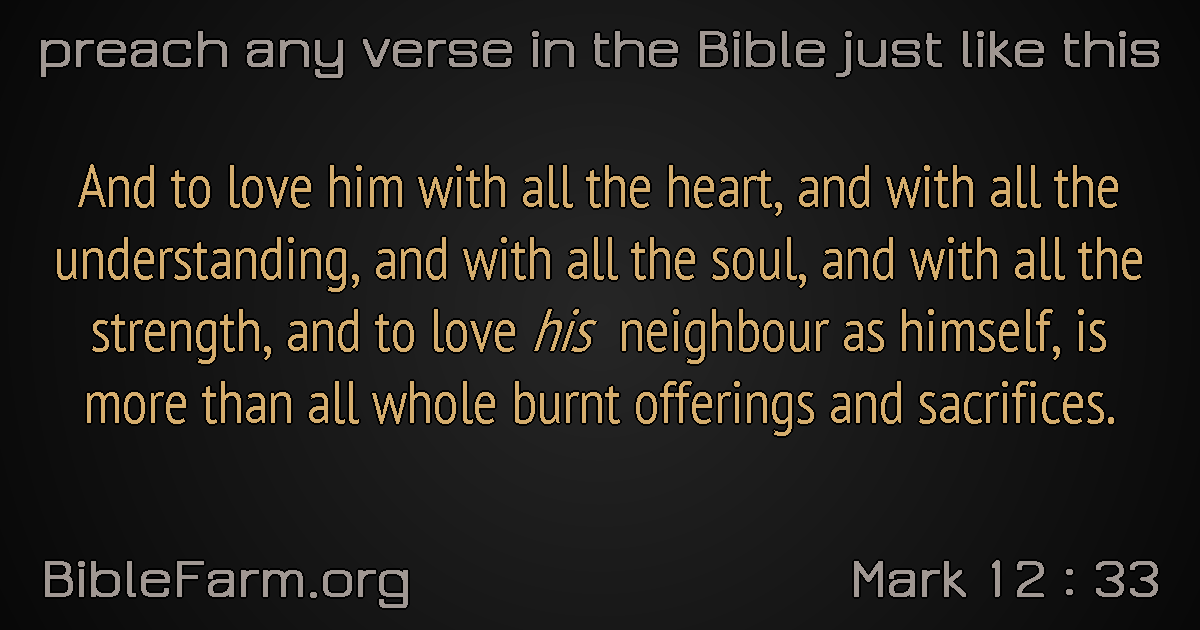 preach any verse in the Bible just like this
And to love him with all the heart, and with all the
understanding, and with all the soul, and with all the
strength, and to love his neighbour as himself, is
more than all whole burnt offerings and sacrifices.
BibleFarm.org
Mark 12 : 33